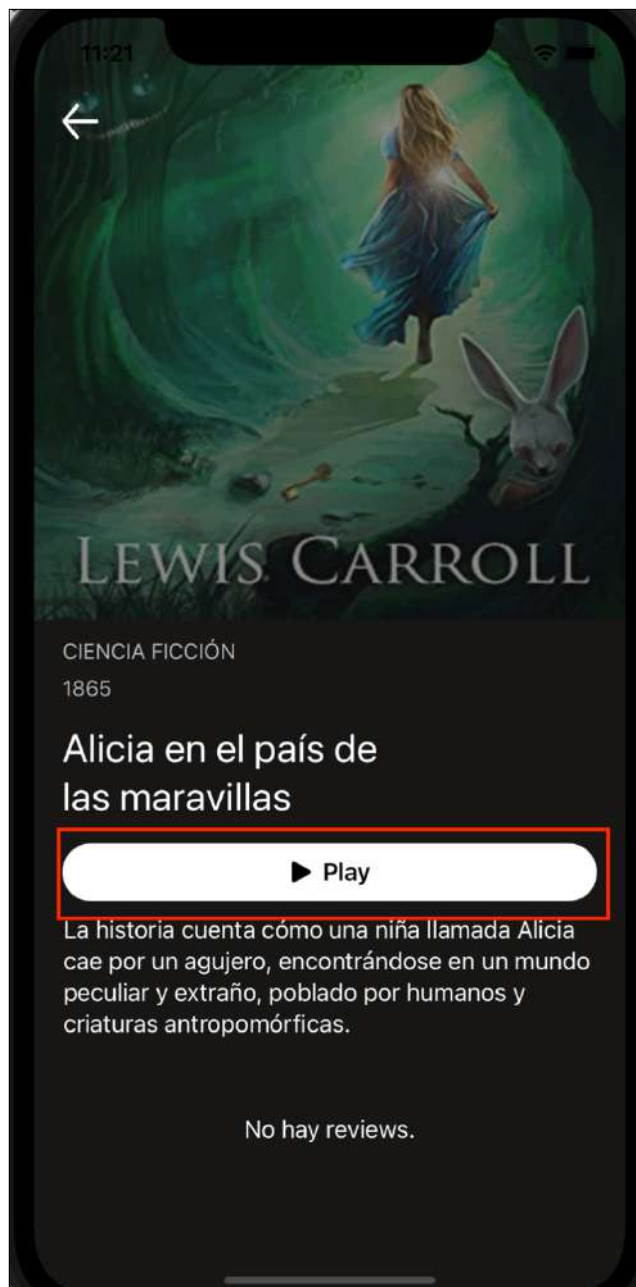 11:21
LEWIS CARROLL
CIENCIA FICCIÓN
1865
Alicia en el país de
las maravillas
Play
La historia cuenta cómo una niña llamada Alicia
cae por un agujero, encontrándose en un mundo
peculiar y extraño, poblado por humanos y
criaturas antropomórficas.
No hay reviews.